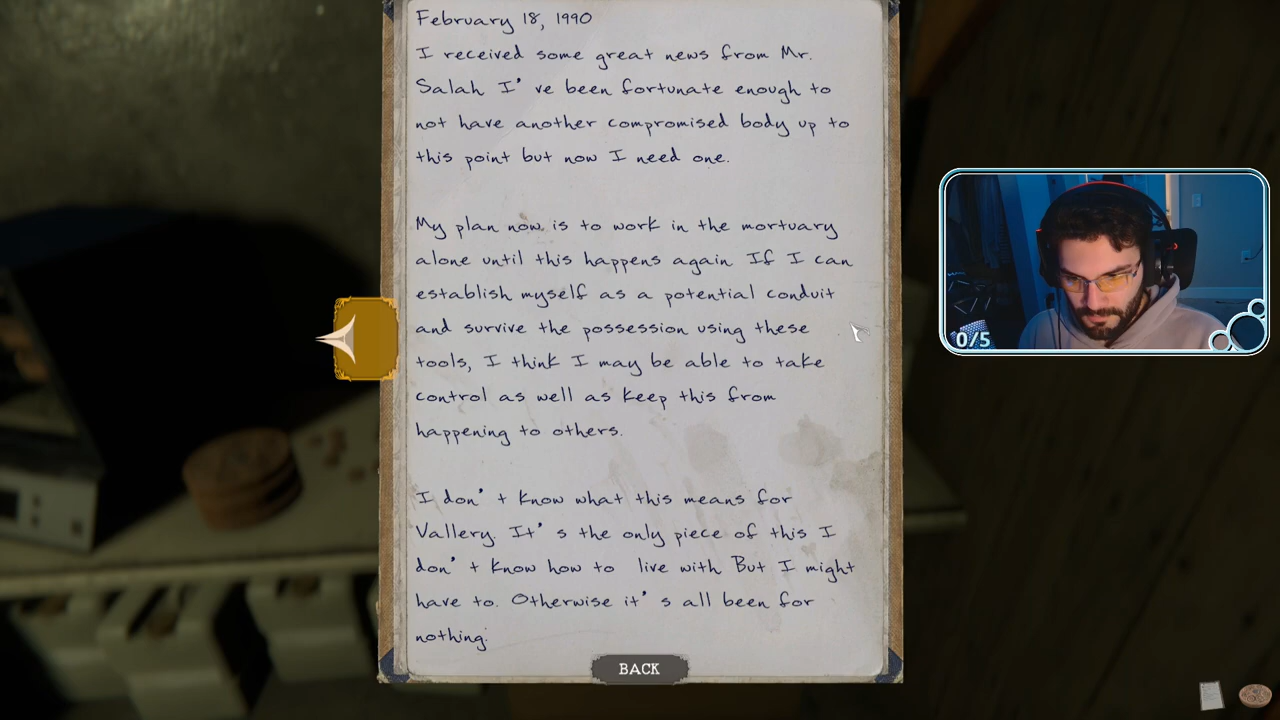 February 18, 1990
I received some great news from Mr.
Salah I've been fortunate enough to
not have another compromised body up to
this point but now I need one.
My plan now is to work in the mortuary
alone until this happens again If I can
establish myself as a potential conduit
and survive the possession using these
tools, I think I may be able to take
control as well as keep this from
happening to others.
I don't know what this means for
Vallery It's the only piece of this I
don't know how to live with But I might
have to. Otherwise it's all been for
nothing.
BACK
0/5